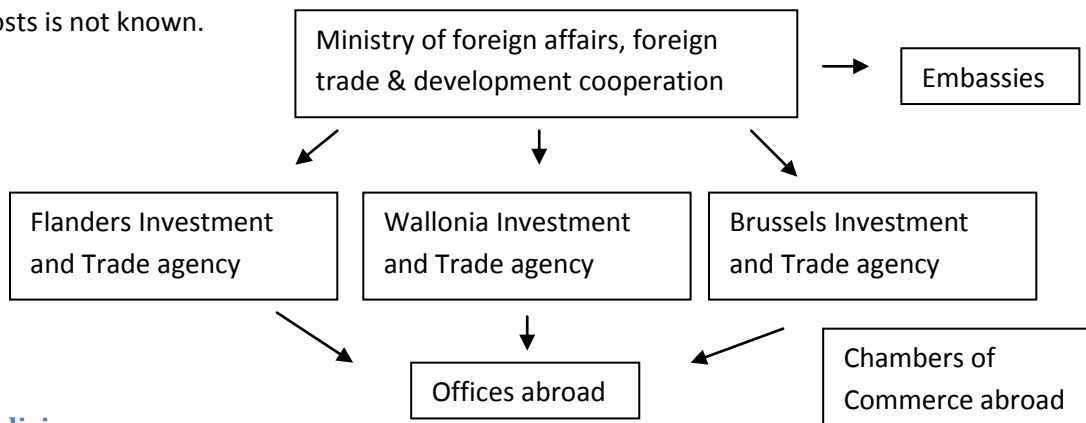 osts is not known.
Ministry of foreign affairs, foreign
trade & development cooperation
Embassies
Flanders Investment
and Trade agency
Wallonia Investment
and Trade agency
Brussels Investment
and Trade agency
Offices abroad
Chambers of
Commerce abroad